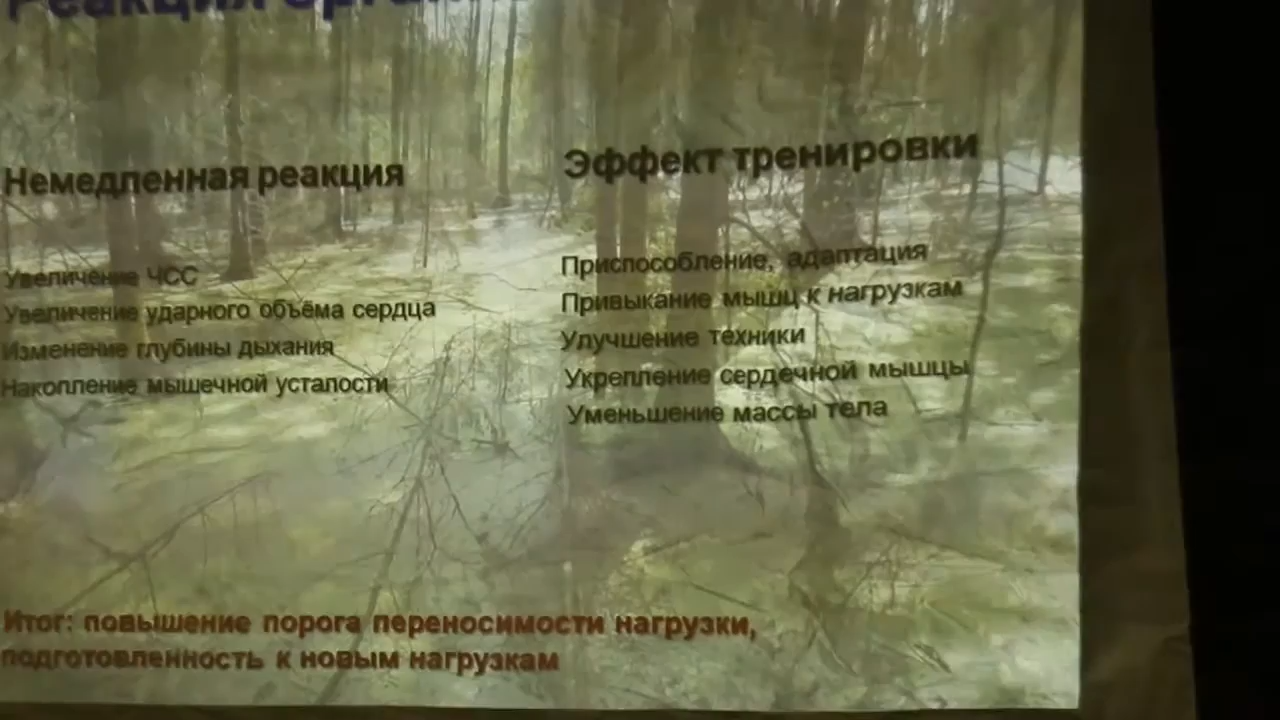 Реакция
Немедленная реакция
Увеличение ЧСС
Увеличение ударного объёма сердца
Изменение глубины дыхания
Накопление мышечной усталости
Эффект тренировки
Приспособление, адаптация
Привыкание мышц к нагрузкам
Улучшение техники
Укрепление сердечной мышцы
Уменьшение массы тела
Итог: повышение порога переносимости нагрузки,
подготовленность к новым нагрузкам